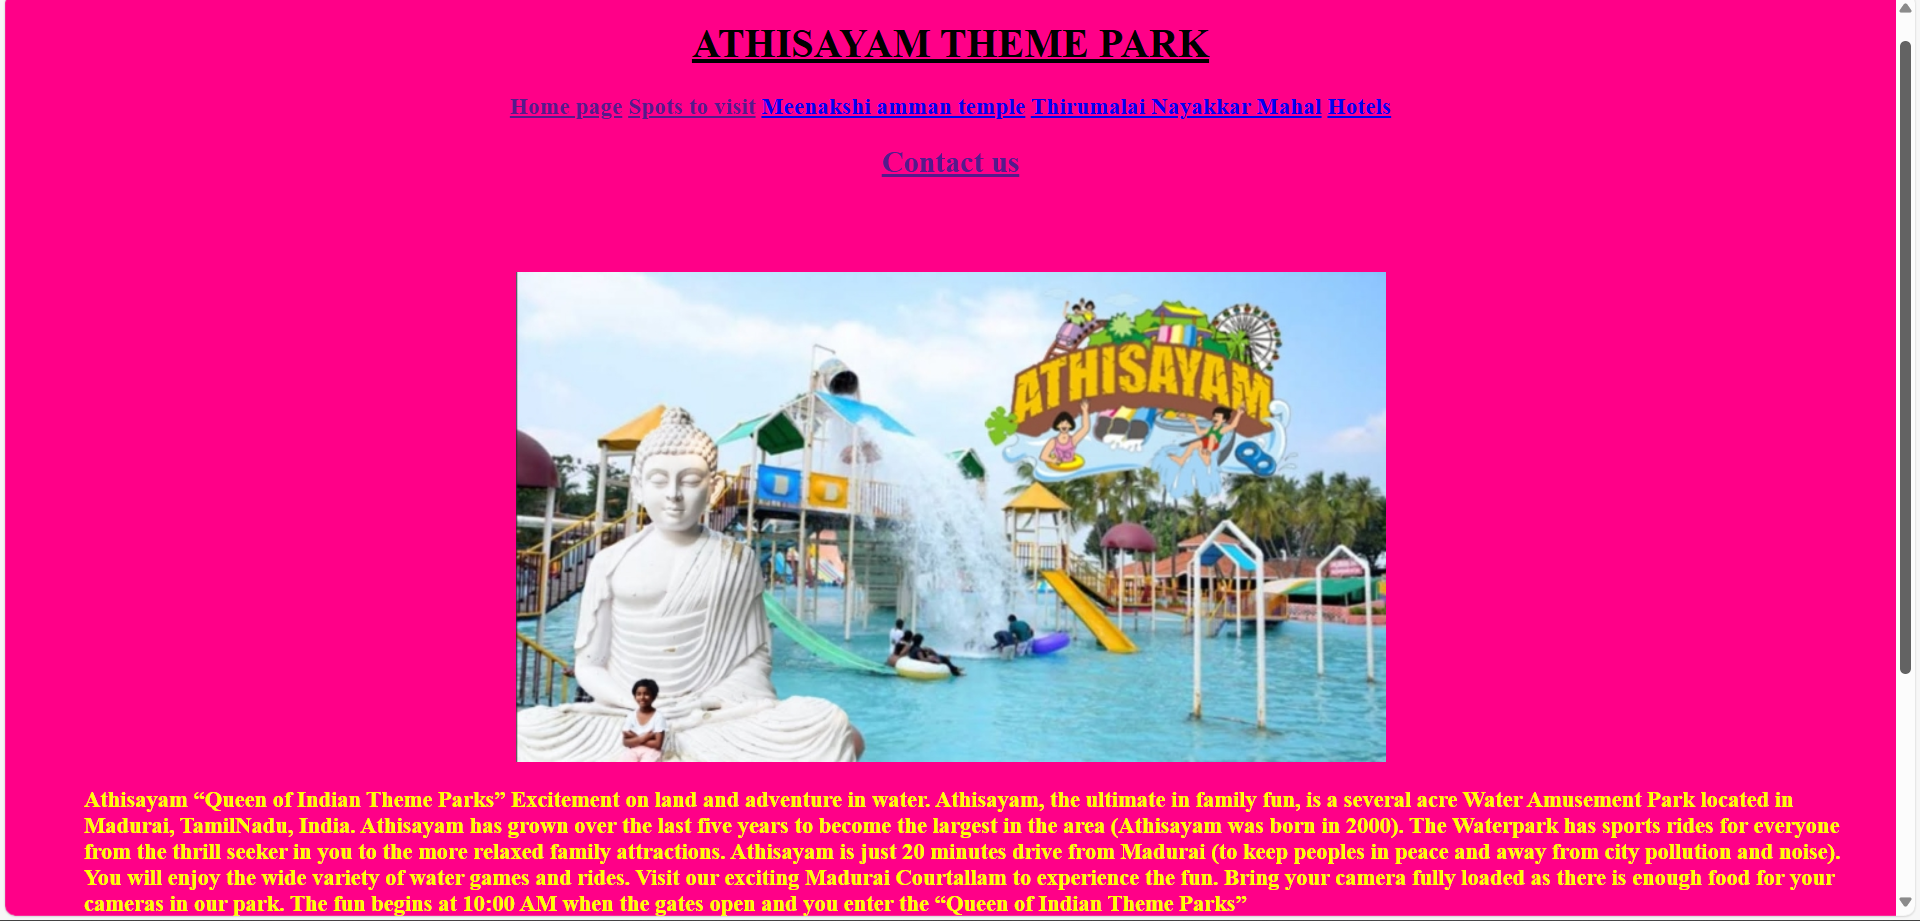 ATHISAYAM THEME PARK
Home page Spots to visit Meenakshi amman temple Thirumalai Nayakkar Mahal Hotels
Contact us
ATHISAYAM
Athisayam “Queen of Indian Theme Parks” Excitement on land and adventure in water. Athisayam, the ultimate in family fun, is a several acre Water Amusement Park located in
Madurai, TamilNadu, India. Athisayam has grown over the last five years to become the largest in the area (Athisayam was born in 2000). The Waterpark has sports rides for everyone
from the thrill seeker in you to the more relaxed family attractions. Athisayam is just 20 minutes drive from Madurai (to keep peoples in peace and away from city pollution and noise).
You will enjoy the wide variety of water games and rides. Visit our exciting Madurai Courtallam to experience the fun. Bring your camera fully loaded as there is enough food for your
cameras in our park. The fun begins at 10:00 AM when the gates open and you enter the “Queen of Indian Theme Parks”